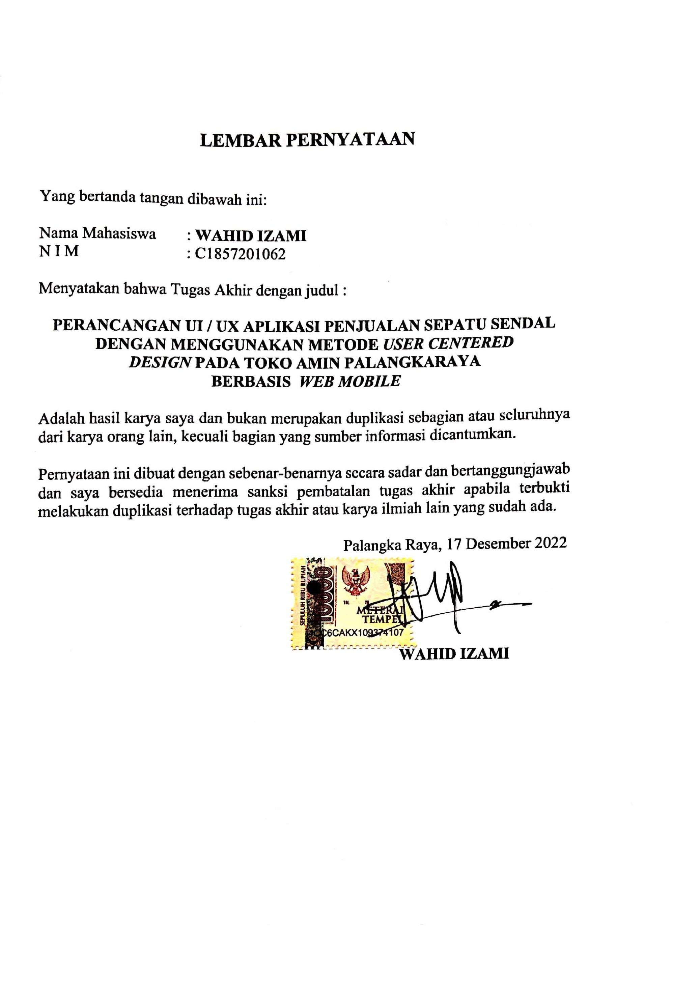 LEMBAR PERNYATAAN
Yang bertanda tangan dibawah ini:
Nama Mahasiswa : WAHID IZAMI
N I M : C1857201062
Menyatakan bahwa Tugas Akhir dengan judul :
PERANCANGAN UI / UX APLIKASI PENJUALAN SEPATU SENDAL
DENGAN MENGGUNAKAN METODE USER CENTERED
DESIGN PADA TOKO AMIN PALANGKARAYA
BERBASIS WEB MOBILE
Adalah hasil karya saya dan bukan merupakan duplikasi sebagian atau seluruhnya
dari karya orang lain, kecuali bagian yang sumber informasi dicantumkan.
Pernyataan ini dibuat dengan sebenar-benarnya secara sadar dan bertanggungjawab
dan saya bersedia menerima sanksi pembatalan tugas akhir apabila terbukti
melakukan duplikasi terhadap tugas akhir atau karya ilmiah lain yang sudah ada.
Palangka Raya, 17 Desember 2022
SEPULUH RIBU RUPIAH
10000
TGL. 20
METERAI
TEMPEL
WAHID IZAMI